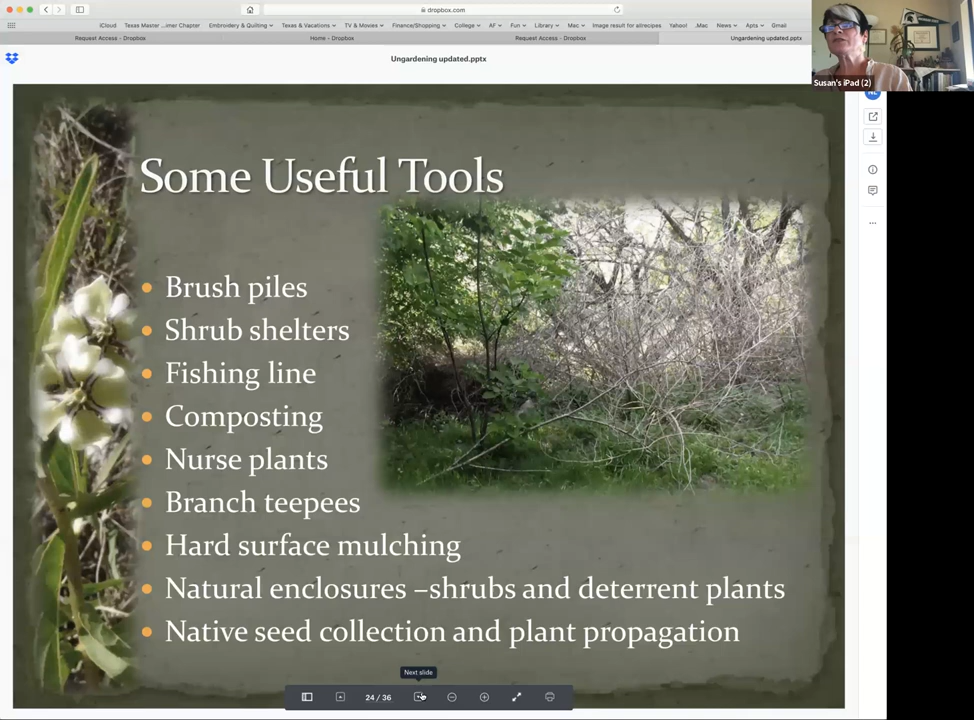 dropbox.com
iCloud Texas Master ...imer Chapter Embroidery & Quilting Texas & Vacations TV & Movies Finance/Shopping College AF Fun Library Mac Image result for allrecipes Yahoo! .Mac News Apts Gmail
Request Access - Dropbox Home - Dropbox Request Access - Dropbox Ungardening updated.pptx
Ungardening updated.pptx
Susan's iPad (2)
Some Useful Tools
Brush piles
Shrub shelters
Fishing line
Composting
Nurse plants
Branch teepees
Hard surface mulching
Natural enclosures –shrubs and deterrent plants
Native seed collection and plant propagation
Next slide
24 / 36